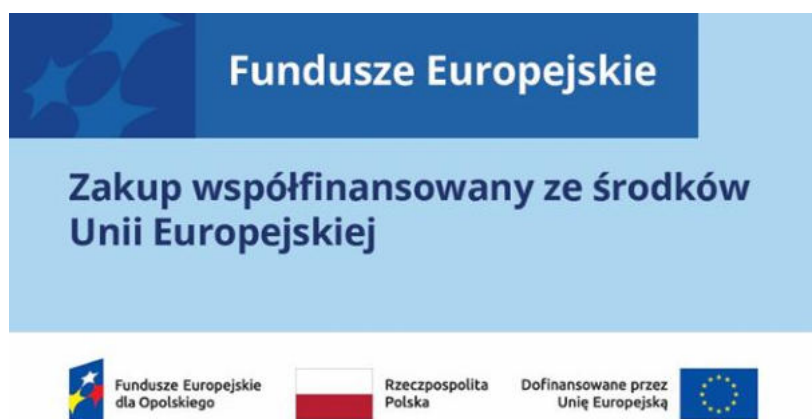 Fundusze Europejskie
Zakup współfinansowany ze środków
Unii Europejskiej
Fundusze Europejskie
dla Opolskiego
Rzeczpospolita
Polska
Dofinansowane przez
Unię Europejską